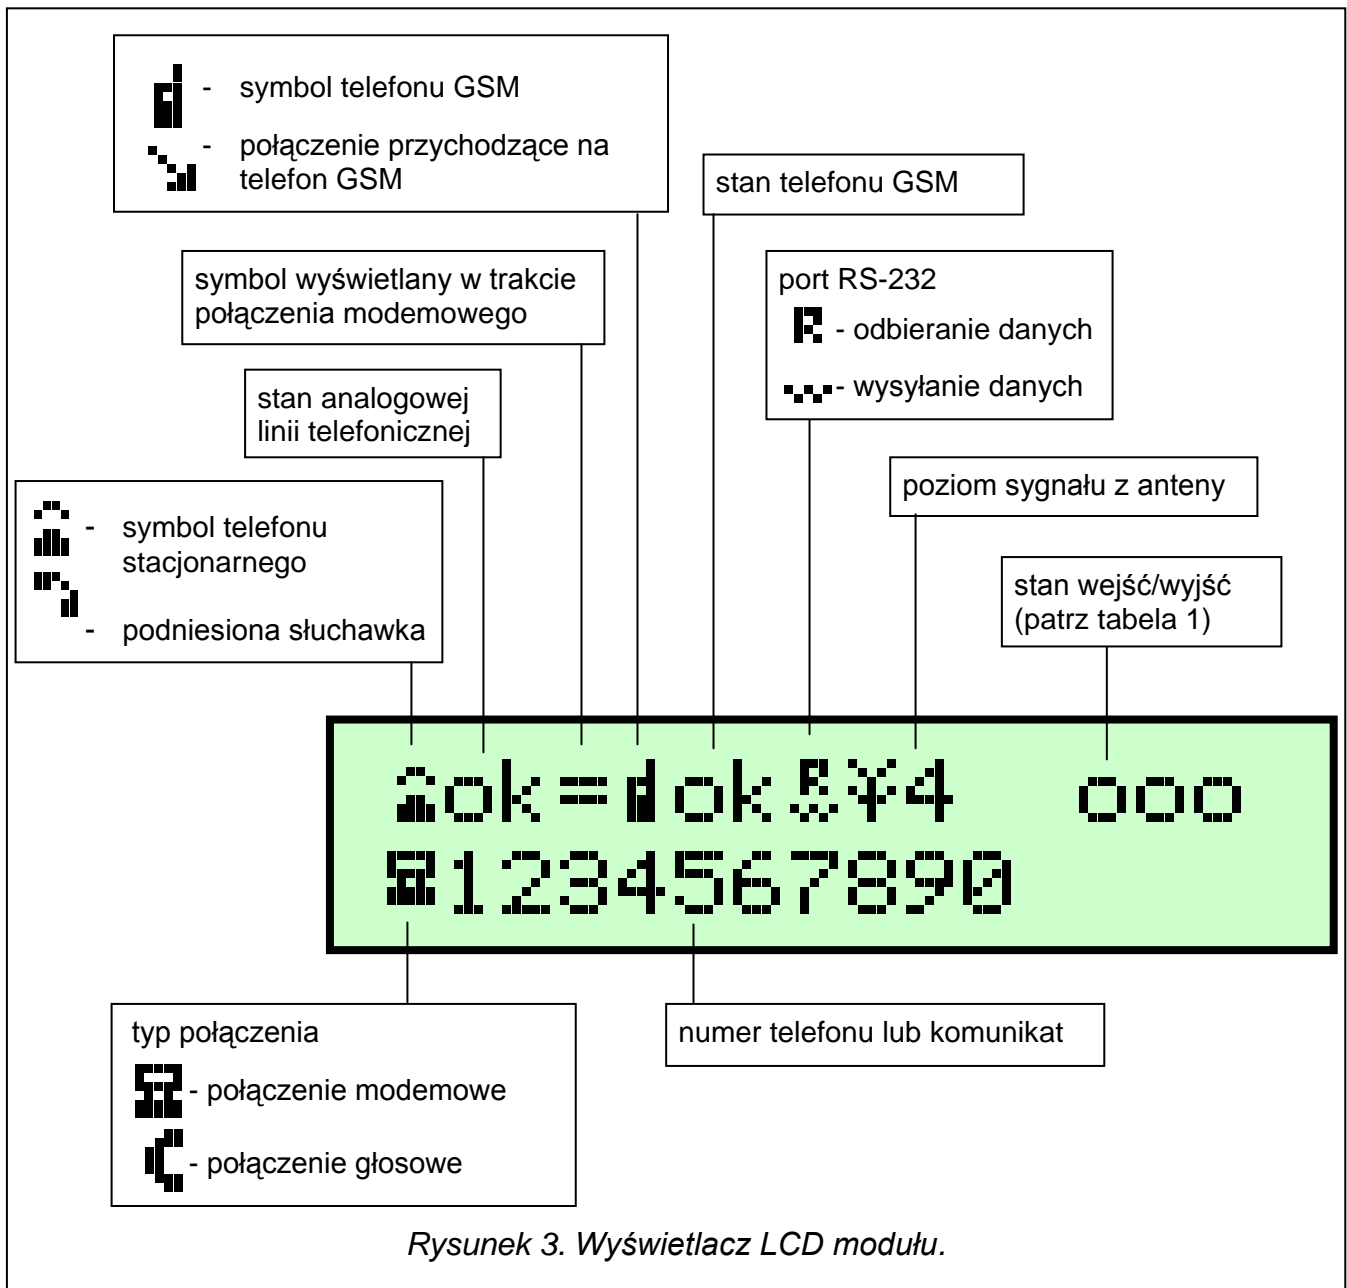 - symbol telefonu GSM
- połączenie przychodzące na
telefon GSM
stan telefonu GSM
symbol wyświetlany w trakcie
połączenia modemowego
port RS-232
R - odbieranie danych
- wysyłanie danych
stan analogowej
linii telefonicznej
poziom sygnału z anteny
- symbol telefonu
stacjonarnego
- podniesiona słuchawka
stan wejść/wyjść
(patrz tabela 1)
ok= ok R¥4 ooo
1234567890
typ połączenia
- połączenie modemowe
- połączenie głosowe
numer telefonu lub komunikat
Rysunek 3. Wyświetlacz LCD modułu.